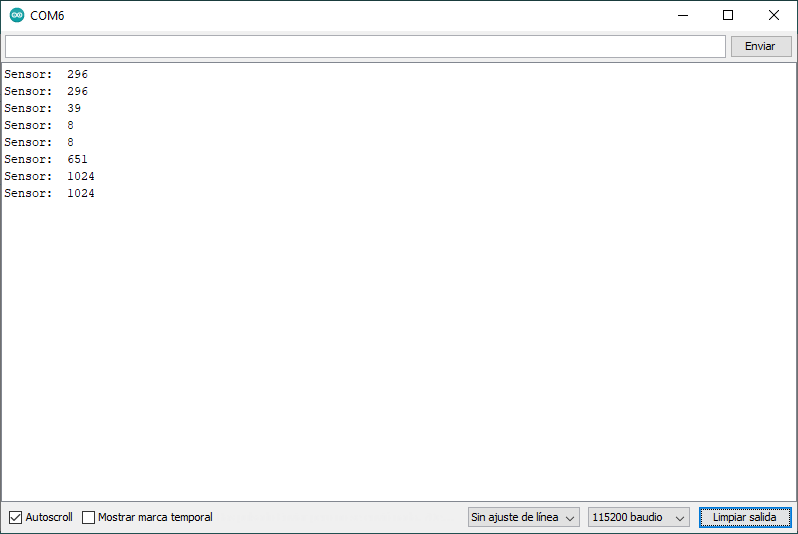 COM6
Enviar
Sensor:  296
Sensor:  296
Sensor:  39
Sensor:  8
Sensor:  8
Sensor:  651
Sensor:  1024
Sensor:  1024
Autoscroll Mostrar marca temporal Sin ajuste de línea 115200 baudio Limpiar salida